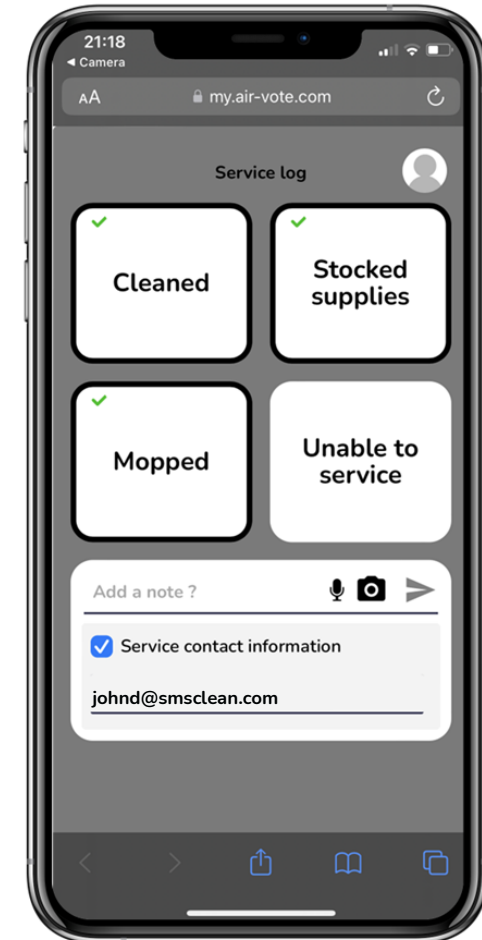 21:18
◀ Camera
AA
my.air-vote.com
Service log
Cleaned
Stocked
supplies
Mopped
Unable to
service
Add a note ?
Service contact information
johnd@smsclean.com